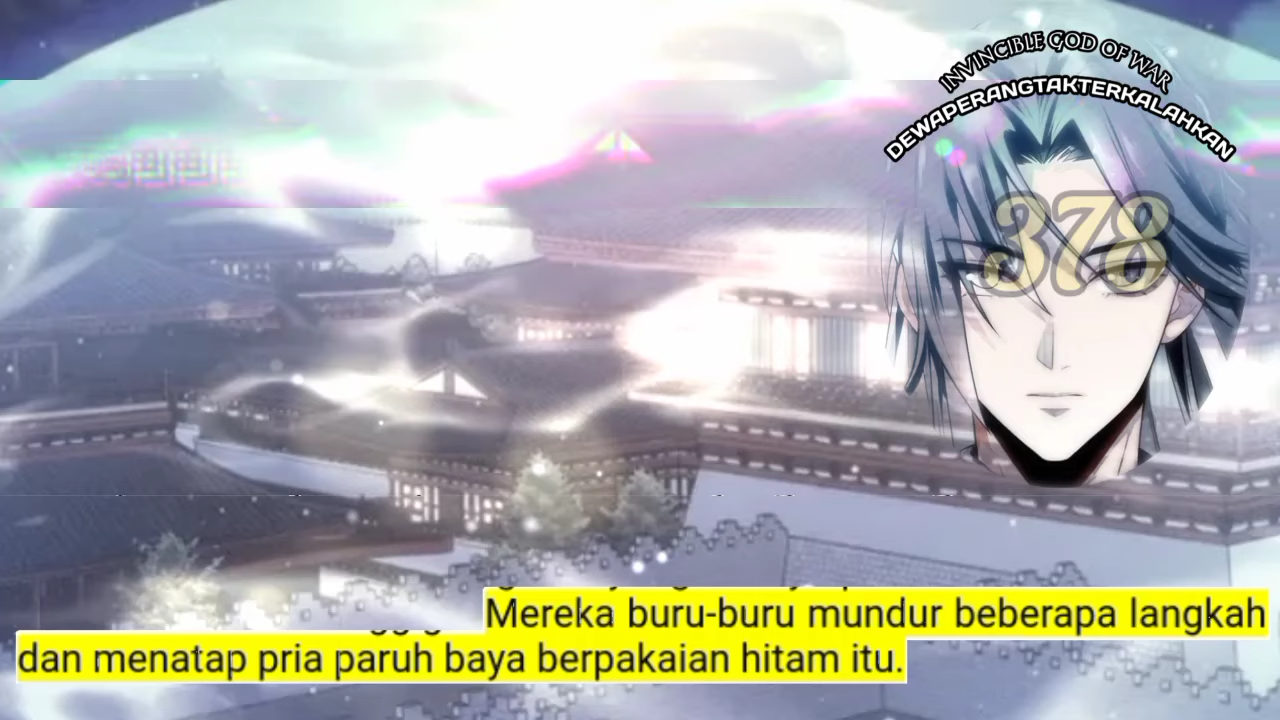 INVINCIBLE GOD OF WAR
DEWAPERANGTAKTERKALAHKAN
378
Mereka buru-buru mundur beberapa langkah
dan menatap pria paruh baya berpakaian hitam itu.